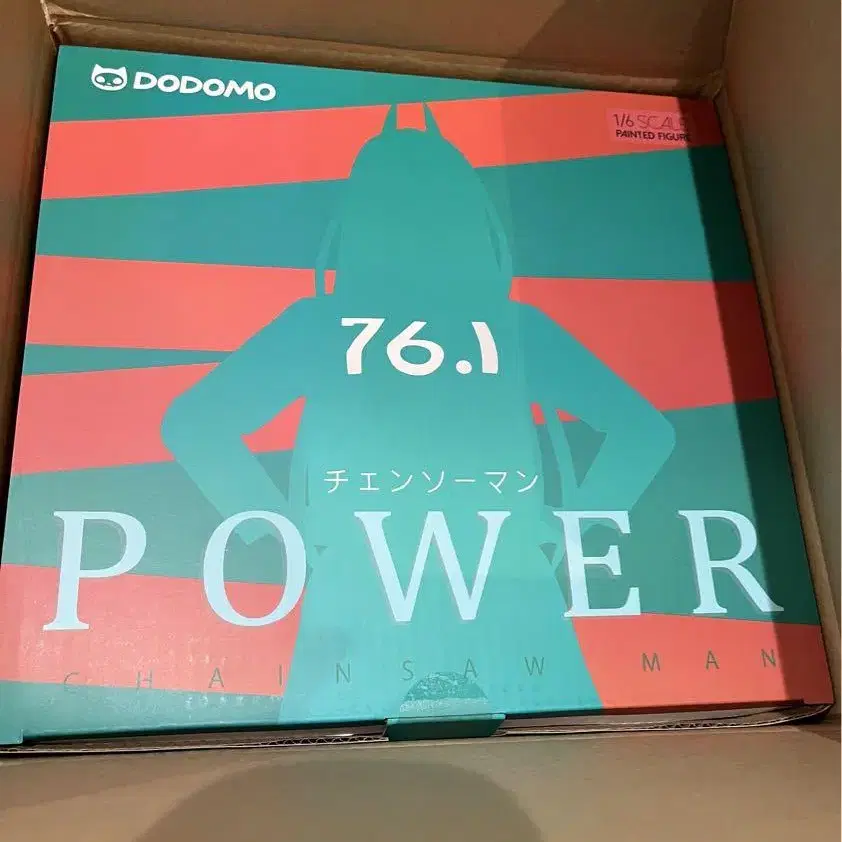 DODOMO
1/6 SCALE
PAINTED FIGURE
76.1
チェンソーマン
POWER
CHAINSAW MAN